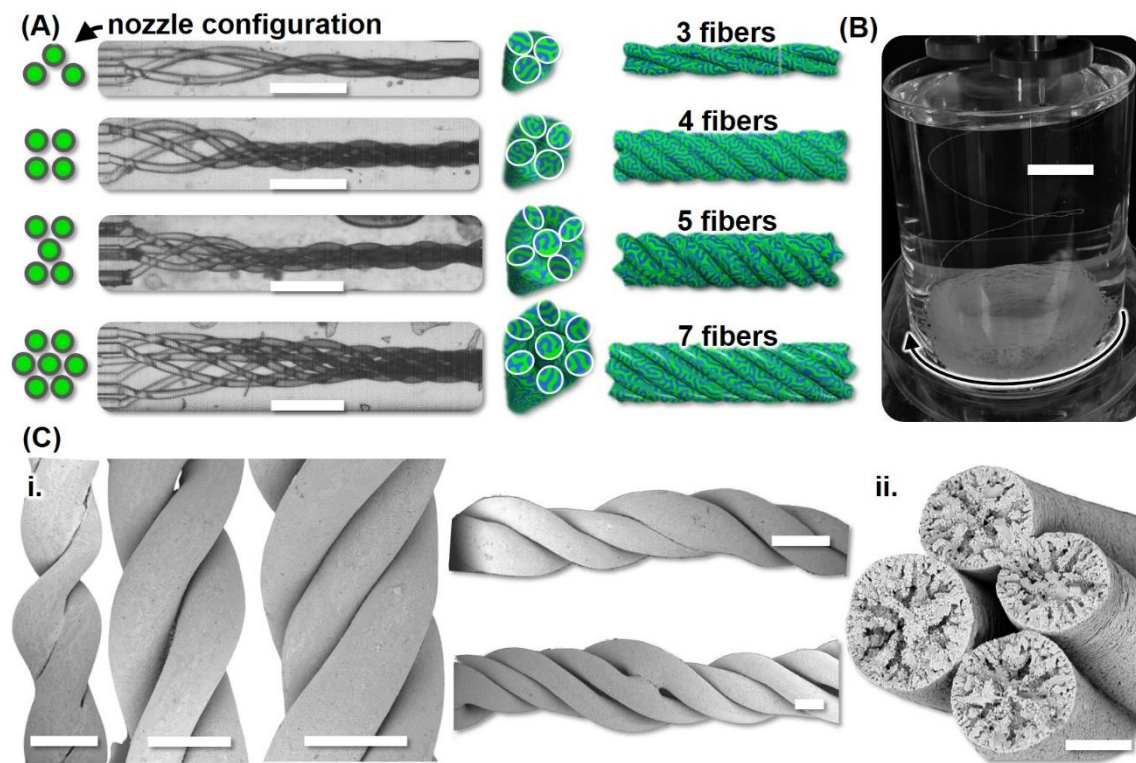 (A)
nozzle configuration
3 fibers
4 fibers
5 fibers
7 fibers
(B)
(C)
i.
ii.